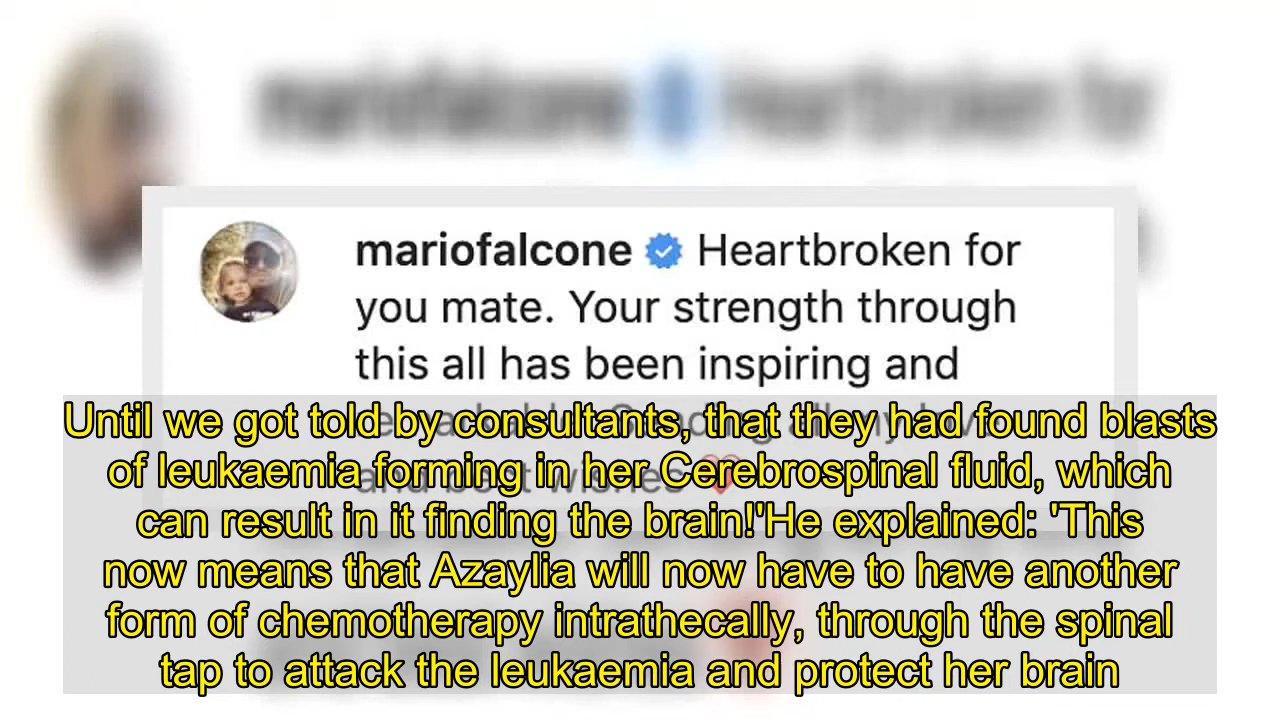 mariofalcone Heartbroken for
you mate. Your strength through
this all has been inspiring and
Until we got told by consultants, that they had found blasts
of leukaemia forming in her Cerebrospinal fluid, which
can result in it finding the brain!'He explained: 'This
now means that Azaylia will now have to have another
form of chemotherapy intrathecally, through the spinal
tap to attack the leukaemia and protect her brain